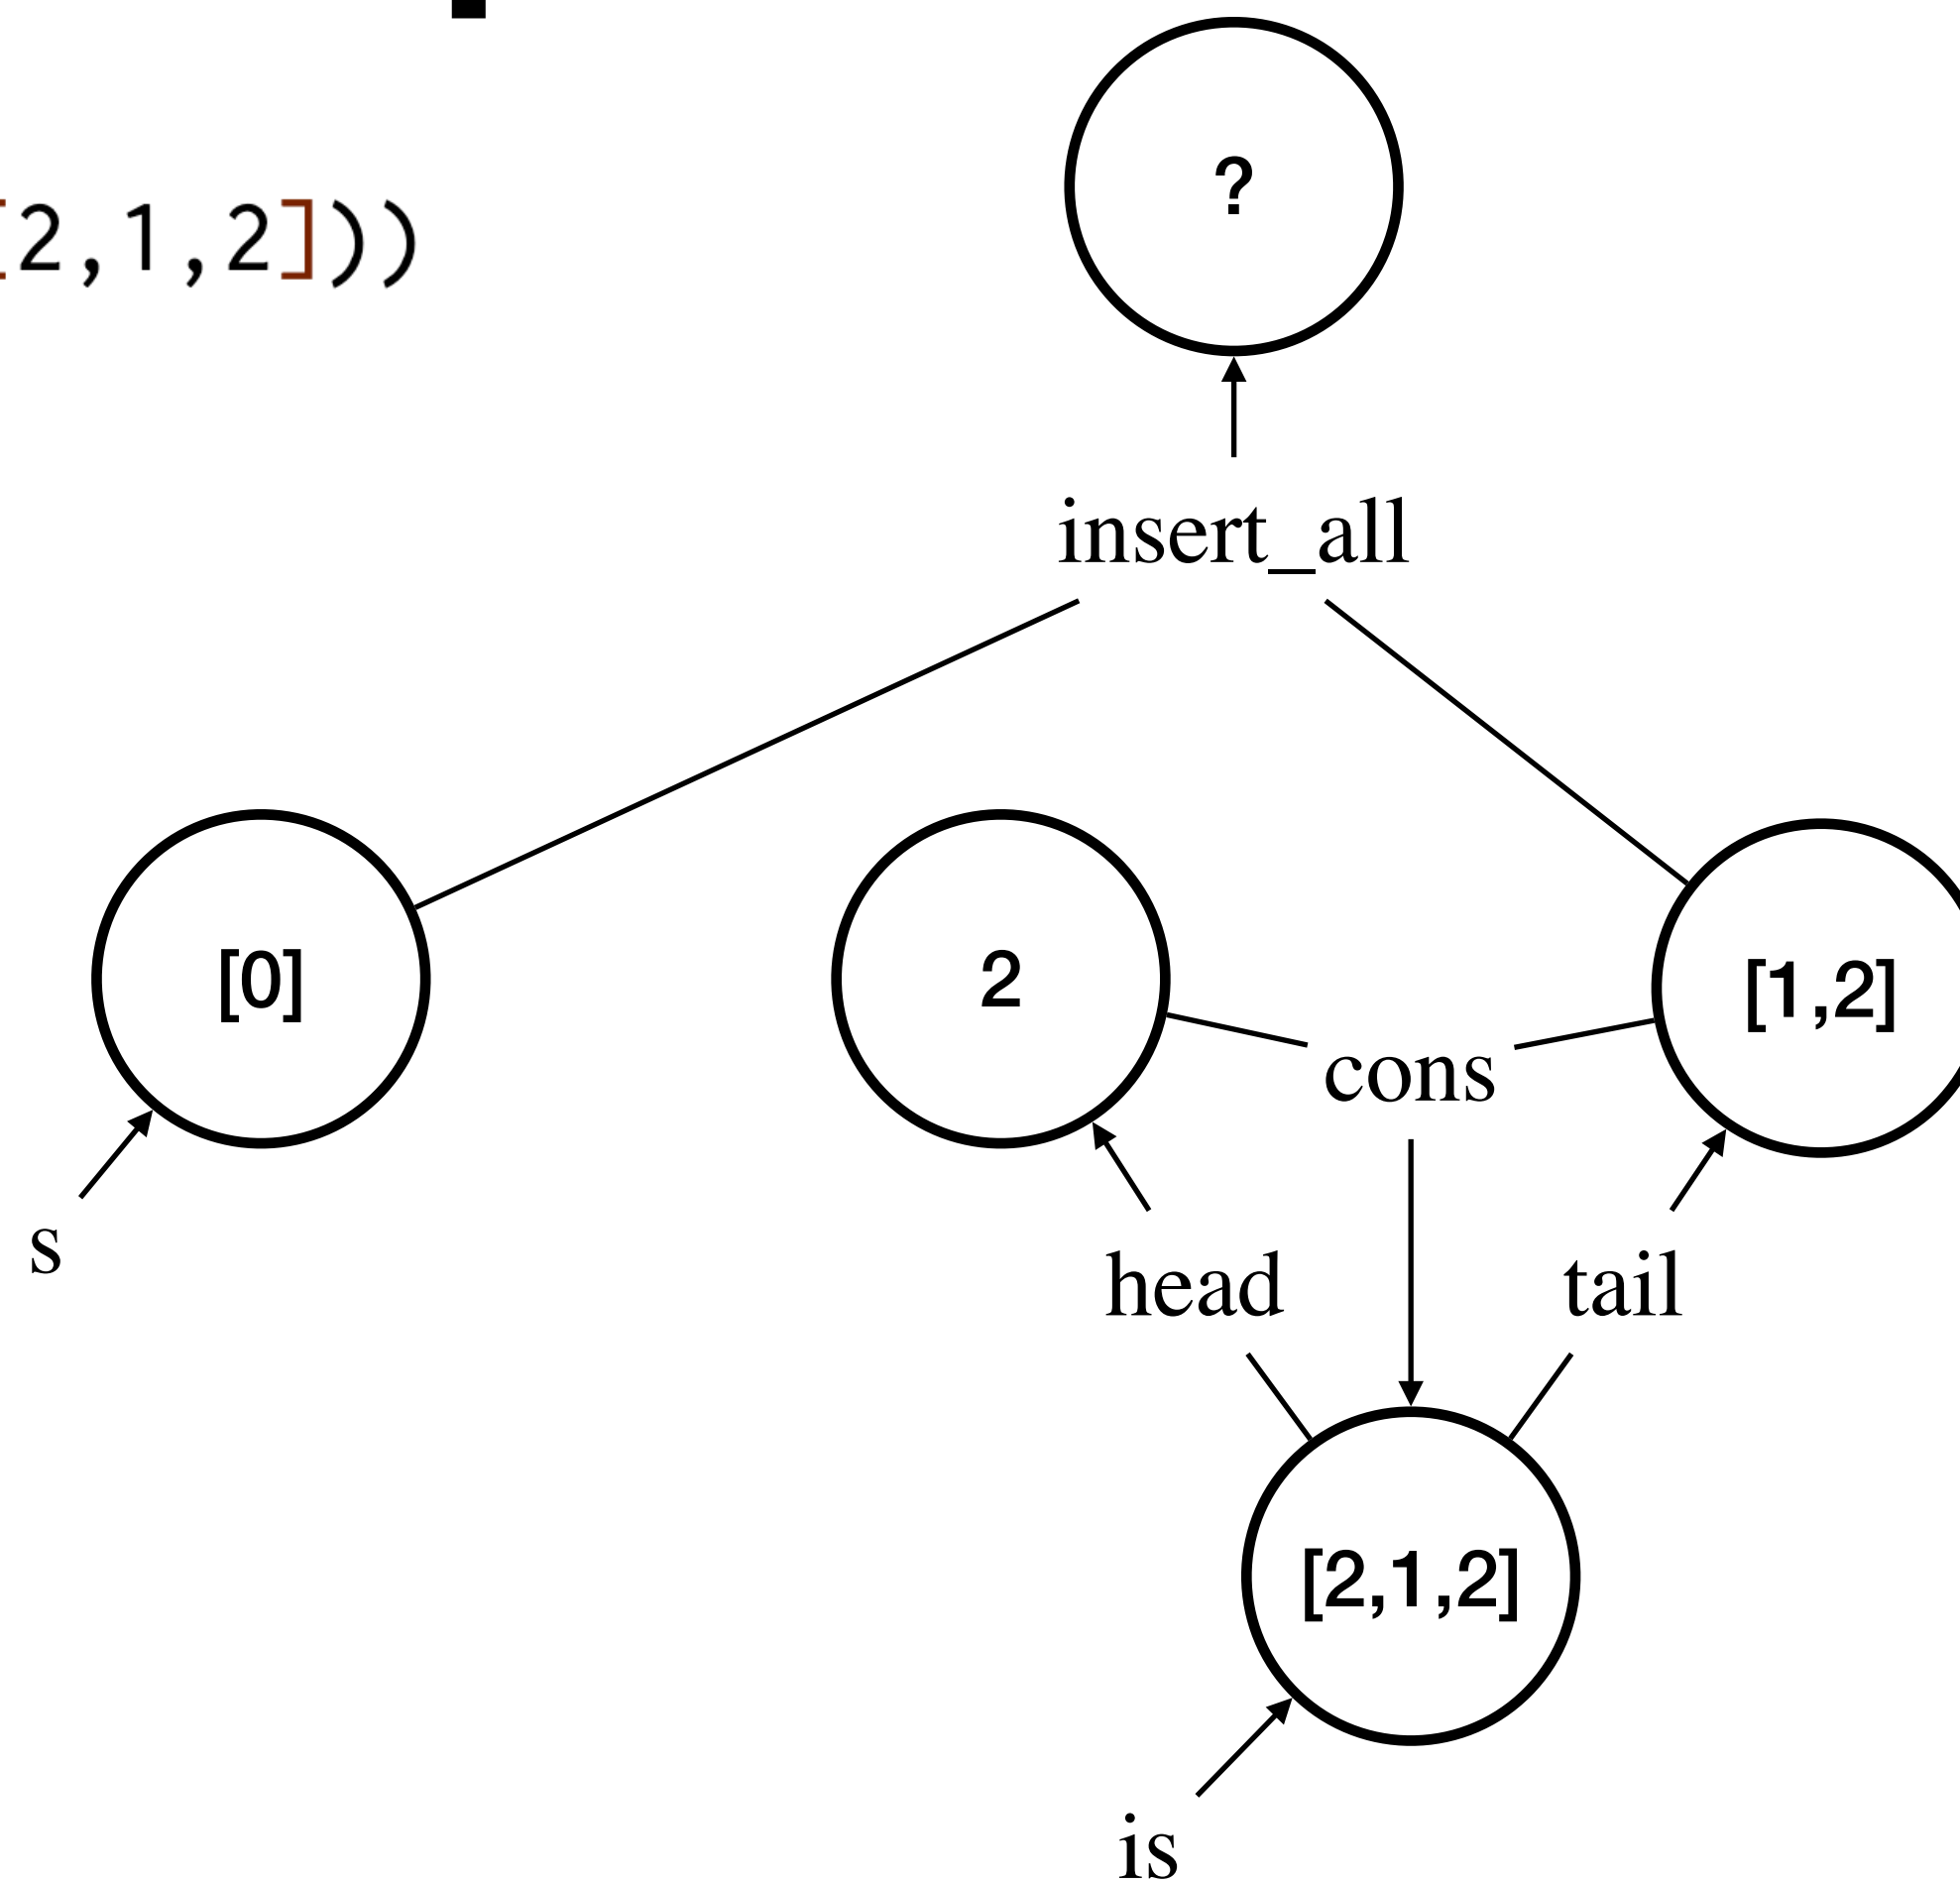 ?
[2,1,2]))
insert_all
[0]
2
[1,2]
cons
s
head
tail
[2,1,2]
is